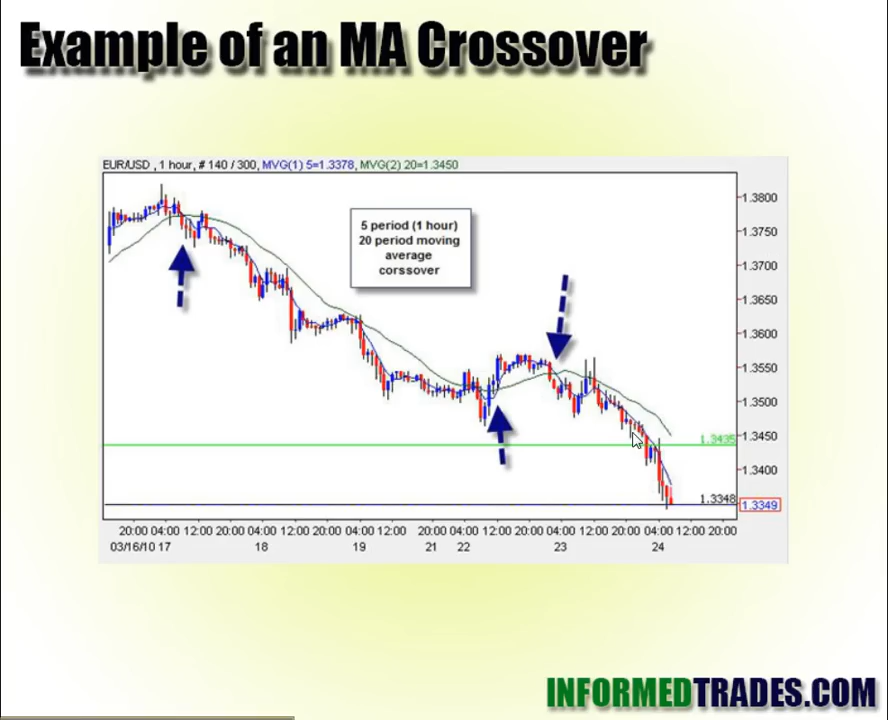 Example of an MA Crossover
EUR/USD , 1 hour, # 140 / 300, MVG(1) 5=1.3378, MVG(2) 20=1.3450
5 period (1 hour)
20 period moving
average
corssover
1.3800
1.3750
1.3700
1.3650
1.3600
1.3550
1.3500
1.3450
1.3435
1.3400
1.3348
1.3349
20:00 04:00 12:00 20:00 04:00 12:00 20:00 04:00 12:00 20:00 04:00 12:00 20:00 04:00 12:00 20:00 04:00 12:00 20:00
03/16/10 17 18 19 21 22 23 24
INFORMEDTRADES.COM